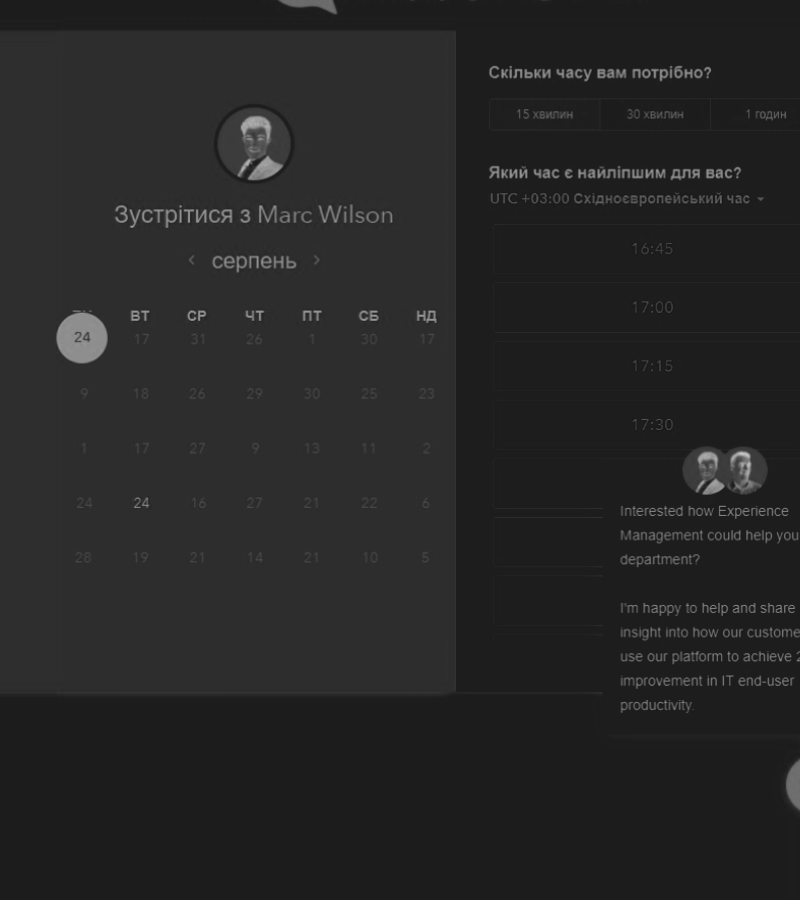 Зустрітися з Marc Wilson
серпень
ВТ СР ЧТ ПТ СБ НД
24 17 31 26 1 30 17
9 18 26 29 30 25 23
1 17 27 9 13 11 2
24 24 16 27 21 22 6
28 19 21 14 21 10 5
Скільки часу вам потрібно?
15 хвилин 30 хвилин 1 годин
Який час є найліпшим для вас?
UTC +03:00 Східноєвропейський час
16:45
17:00
17:15
17:30
Interested how Experience
Management could help you
department?
I'm happy to help and share
insight into how our custome
use our platform to achieve 2
improvement in IT end-user
productivity.